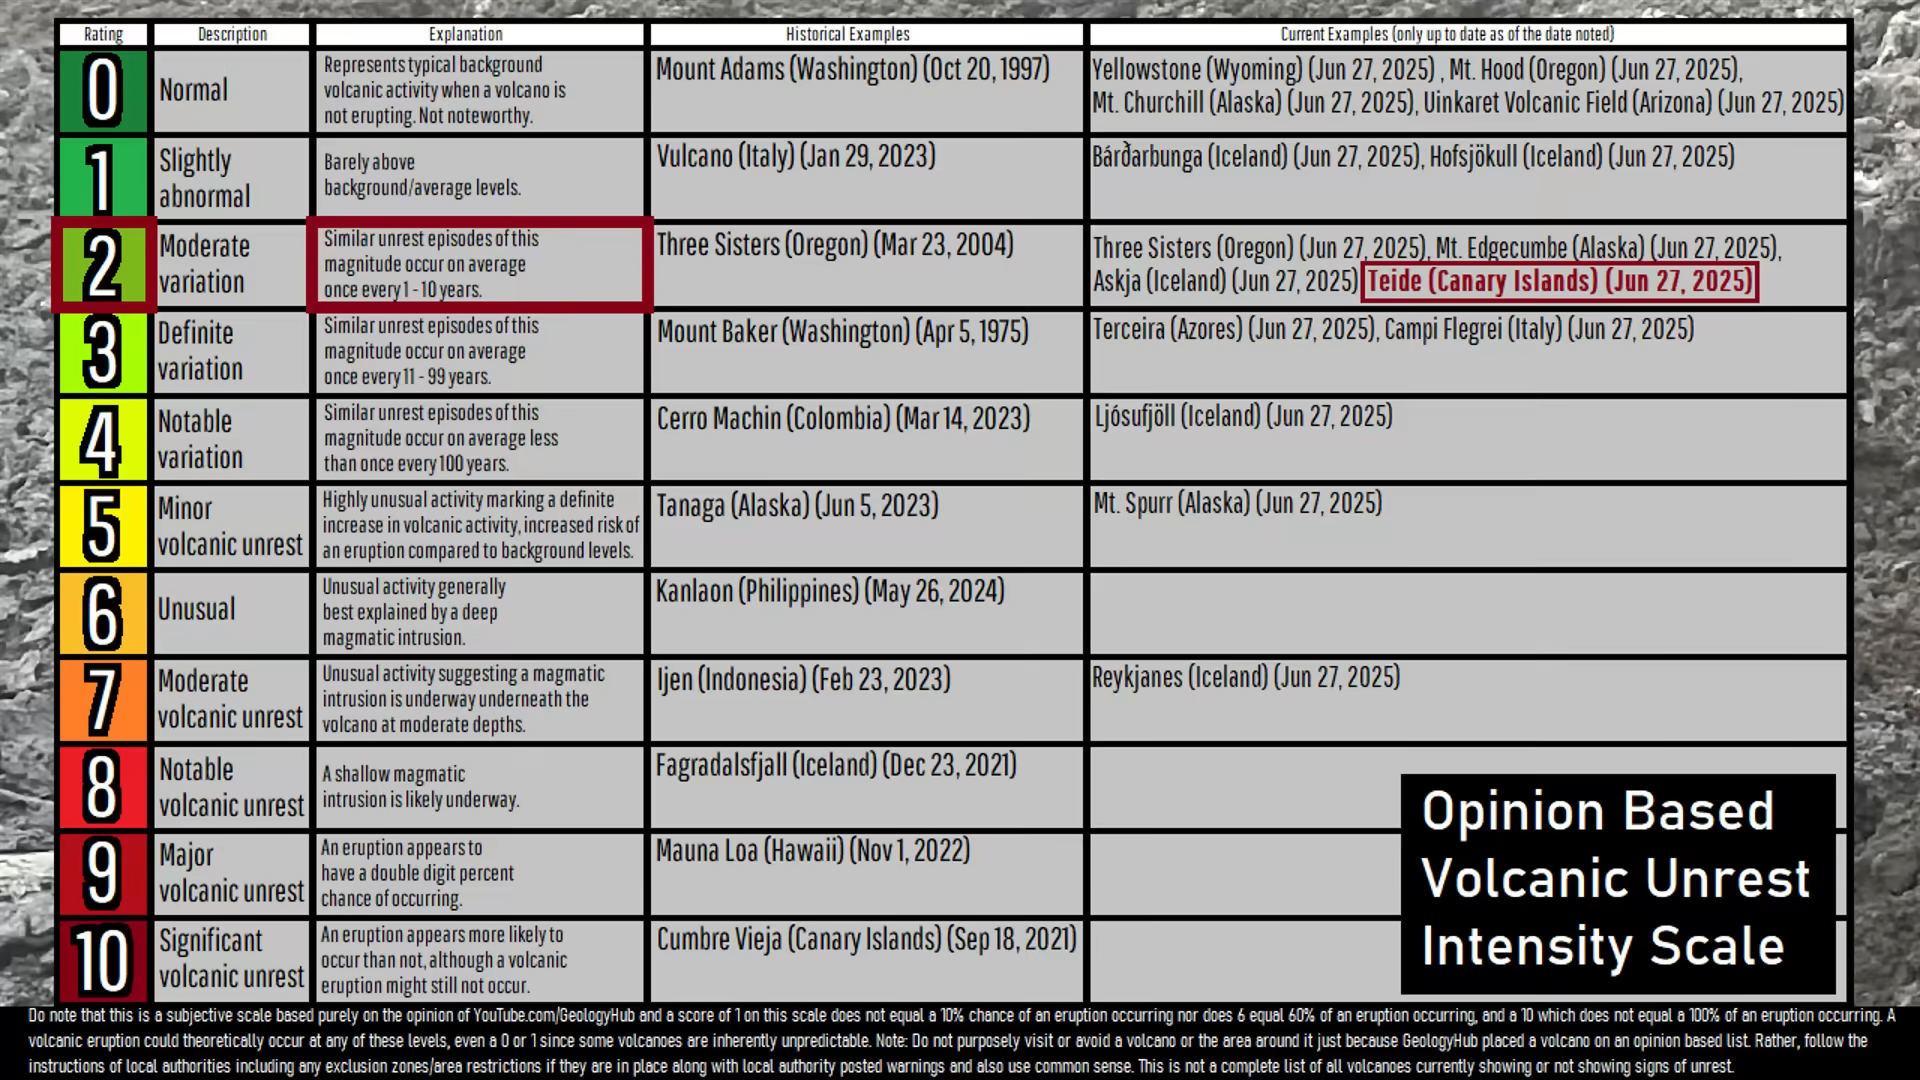 Rating Description Explanation Historical Examples Current Examples (only up to date as of the date noted)
0
Normal
Represents typical background
volcanic activity when a volcano is
not erupting. Not noteworthy.
Mount Adams (Washington) (Oct 20, 1997)
Yellowstone (Wyoming) (Jun 27, 2025) , Mt. Hood (Oregon) (Jun 27, 2025),
Mt. Churchill (Alaska) (Jun 27, 2025), Uinkaret Volcanic Field (Arizona) (Jun 27, 2025)
1
Slightly
abnormal
Barely above
background/average levels.
Vulcano (Italy) (Jan 29, 2023)
Bárðarbunga (Iceland) (Jun 27, 2025), Hofsjökull (Iceland) (Jun 27, 2025)
2
Moderate
variation
Similar unrest episodes of this
magnitude occur on average
once every 1 - 10 years.
Three Sisters (Oregon) (Mar 23, 2004)
Three Sisters (Oregon) (Jun 27, 2025), Mt. Edgecumbe (Alaska) (Jun 27, 2025),
Askja (Iceland) (Jun 27, 2025) Teide (Canary Islands) (Jun 27, 2025)
3
Definite
variation
Similar unrest episodes of this
magnitude occur on average
once every 11 - 99 years.
Mount Baker (Washington) (Apr 5, 1975)
Terceira (Azores) (Jun 27, 2025), Campi Flegrei (Italy) (Jun 27, 2025)
4
Notable
variation
Similar unrest episodes of this
magnitude occur on average less
than once every 100 years.
Cerro Machin (Colombia) (Mar 14, 2023)
Ljósufjöll (Iceland) (Jun 27, 2025)
5
Minor
volcanic unrest
Highly unusual activity marking a definite
increase in volcanic activity, increased risk of
an eruption compared to background levels.
Tanaga (Alaska) (Jun 5, 2023)
Mt. Spurr (Alaska) (Jun 27, 2025)
6
Unusual
Unusual activity generally
best explained by a deep
magmatic intrusion.
Kanlaon (Philippines) (May 26, 2024)
7
Moderate
volcanic unrest
Unusual activity suggesting a magmatic
intrusion is underway underneath the
volcano at moderate depths.
Ijen (Indonesia) (Feb 23, 2023)
Reykjanes (Iceland) (Jun 27, 2025)
8
Notable
volcanic unrest
A shallow magmatic
intrusion is likely underway.
Fagradalsfjall (Iceland) (Dec 23, 2021)
9
Major
volcanic unrest
An eruption appears to
have a double digit percent
chance of occurring.
Mauna Loa (Hawaii) (Nov 1, 2022)
10
Significant
volcanic unrest
An eruption appears more likely to
occur than not, although a volcanic
eruption might still not occur.
Cumbre Vieja (Canary Islands) (Sep 18, 2021)
Opinion Based
Volcanic Unrest
Intensity Scale
Do note that this is a subjective scale based purely on the opinion of YouTube.com/GeologyHub and a score of 1 on this scale does not equal a 10% chance of an eruption occurring nor does 6 equal 60% of an eruption occurring, and a 10 which does not equal a 100% of an eruption occurring. A
volcanic eruption could theoretically occur at any of these levels, even a 0 or 1 since some volcanoes are inherently unpredictable. Note: Do not purposely visit or avoid a volcano or the area around it just because GeologyHub placed a volcano on an opinion based list. Rather, follow the
instructions of local authorities including any exclusion zones/area restrictions if they are in place along with local authority posted warnings and also use common sense. This is not a complete list of all volcanoes currently showing or not showing signs of unrest.